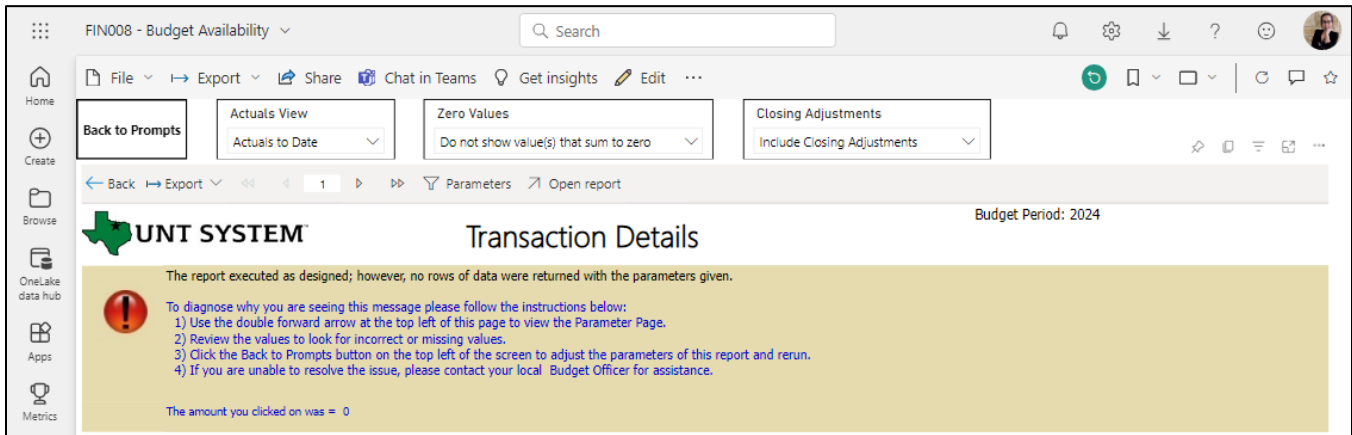 FIN008 - Budget Availability
Search
File
Export
Share
Chat in Teams
Get insights
Edit
Home
Create
Browse
OneLake
data hub
Apps
Metrics
Back to Prompts
Actuals View
Actuals to Date
Zero Values
Do not show value(s) that sum to zero
Closing Adjustments
Include Closing Adjustments
Back
Export
1
Parameters
Open report
UNT SYSTEM
Transaction Details
Budget Period: 2024
The report executed as designed; however, no rows of data were returned with the parameters given.
To diagnose why you are seeing this message please follow the instructions below:
1) Use the double forward arrow at the top left of this page to view the Parameter Page.
2) Review the values to look for incorrect or missing values.
3) Click the Back to Prompts button on the top left of the screen to adjust the parameters of this report and rerun.
4) If you are unable to resolve the issue, please contact your local Budget Officer for assistance.
The amount you clicked on was = 0